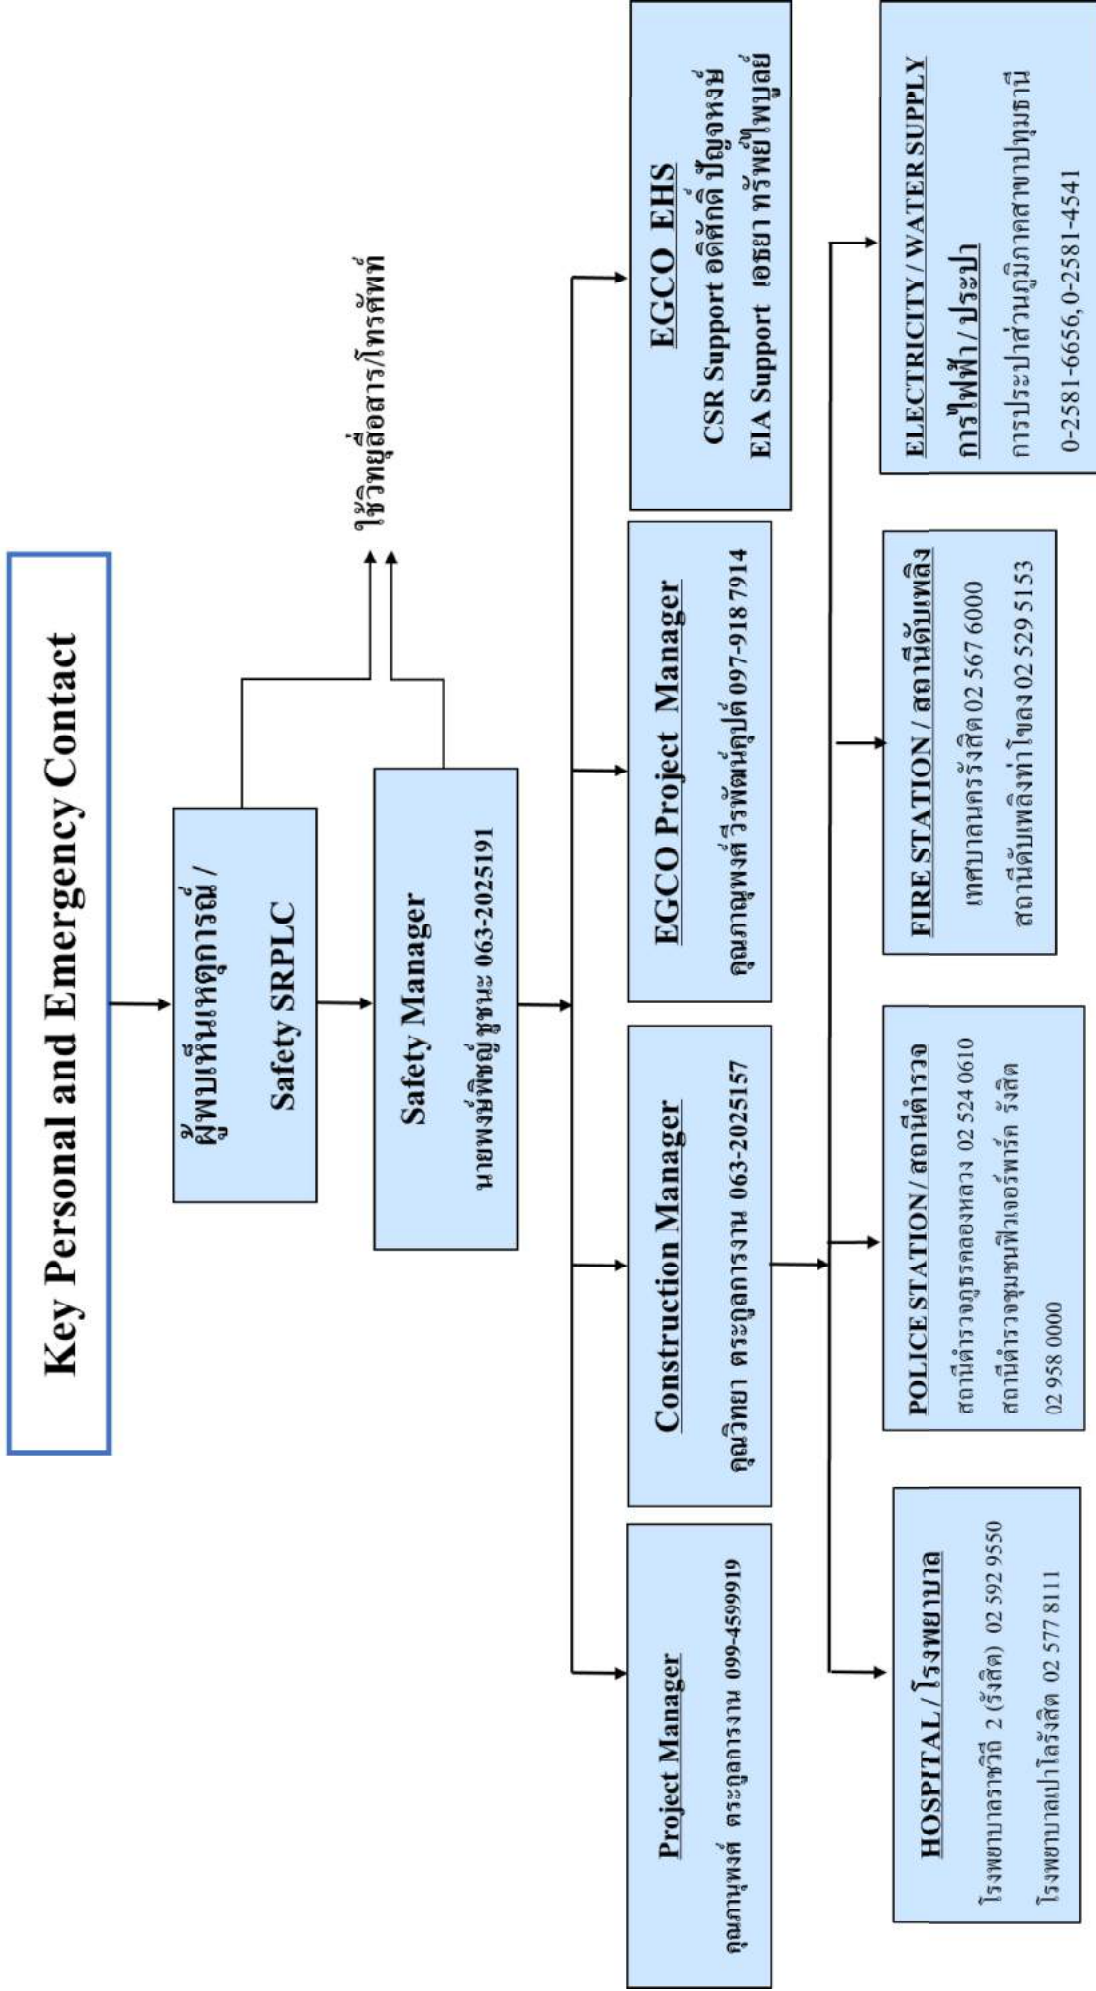 Key Personal and Emergency Contact
ผู้พบเห็นเหตุการณ์ /
Safety SRPLC
ใช้วิทยุสื่อสาร/โทรศัพท์
Safety Manager
นายพงษ์พิชญ์ ชูชนะ 063-2025191
Project Manager
คุณภานุพงศ์ ตระกูลการงาน 099-4599919
Construction Manager
คุณวิทยา ตระกูลการงาน 063-2025157
EGCO Project Manager
คุณภาณุพงศ์ วีรพัฒน์คุปต์ 097-918 7914
EGCO EHS
CSR Support อดิศักดิ์ ปัญจหงษ์
EIA Support เอธยา ทรัพย์ไพบูลย์
HOSPITAL / โรงพยาบาล
โรงพยาบาลราชวิถี 2 (รังสิต) 02 592 9550
โรงพยาบาลเปาโลรังสิต 02 577 8111
POLICE STATION / สถานีตำรวจ
สถานีตำรวจภูธรคลองหลวง 02 524 0610
สถานีตำรวจชุมชนฟิวเจอร์พาร์ค รังสิต
02 958 0000
FIRE STATION / สถานีดับเพลิง
เทศบาลนครรังสิต 02 567 6000
สถานีดับเพลิงท่าโขลง 02 529 5153
ELECTRICITY / WATER SUPPLY
การไฟฟ้า / ประปา
การประปาส่วนภูมิภาคสาขาปทุมธานี
0-2581-6656, 0-2581-4541